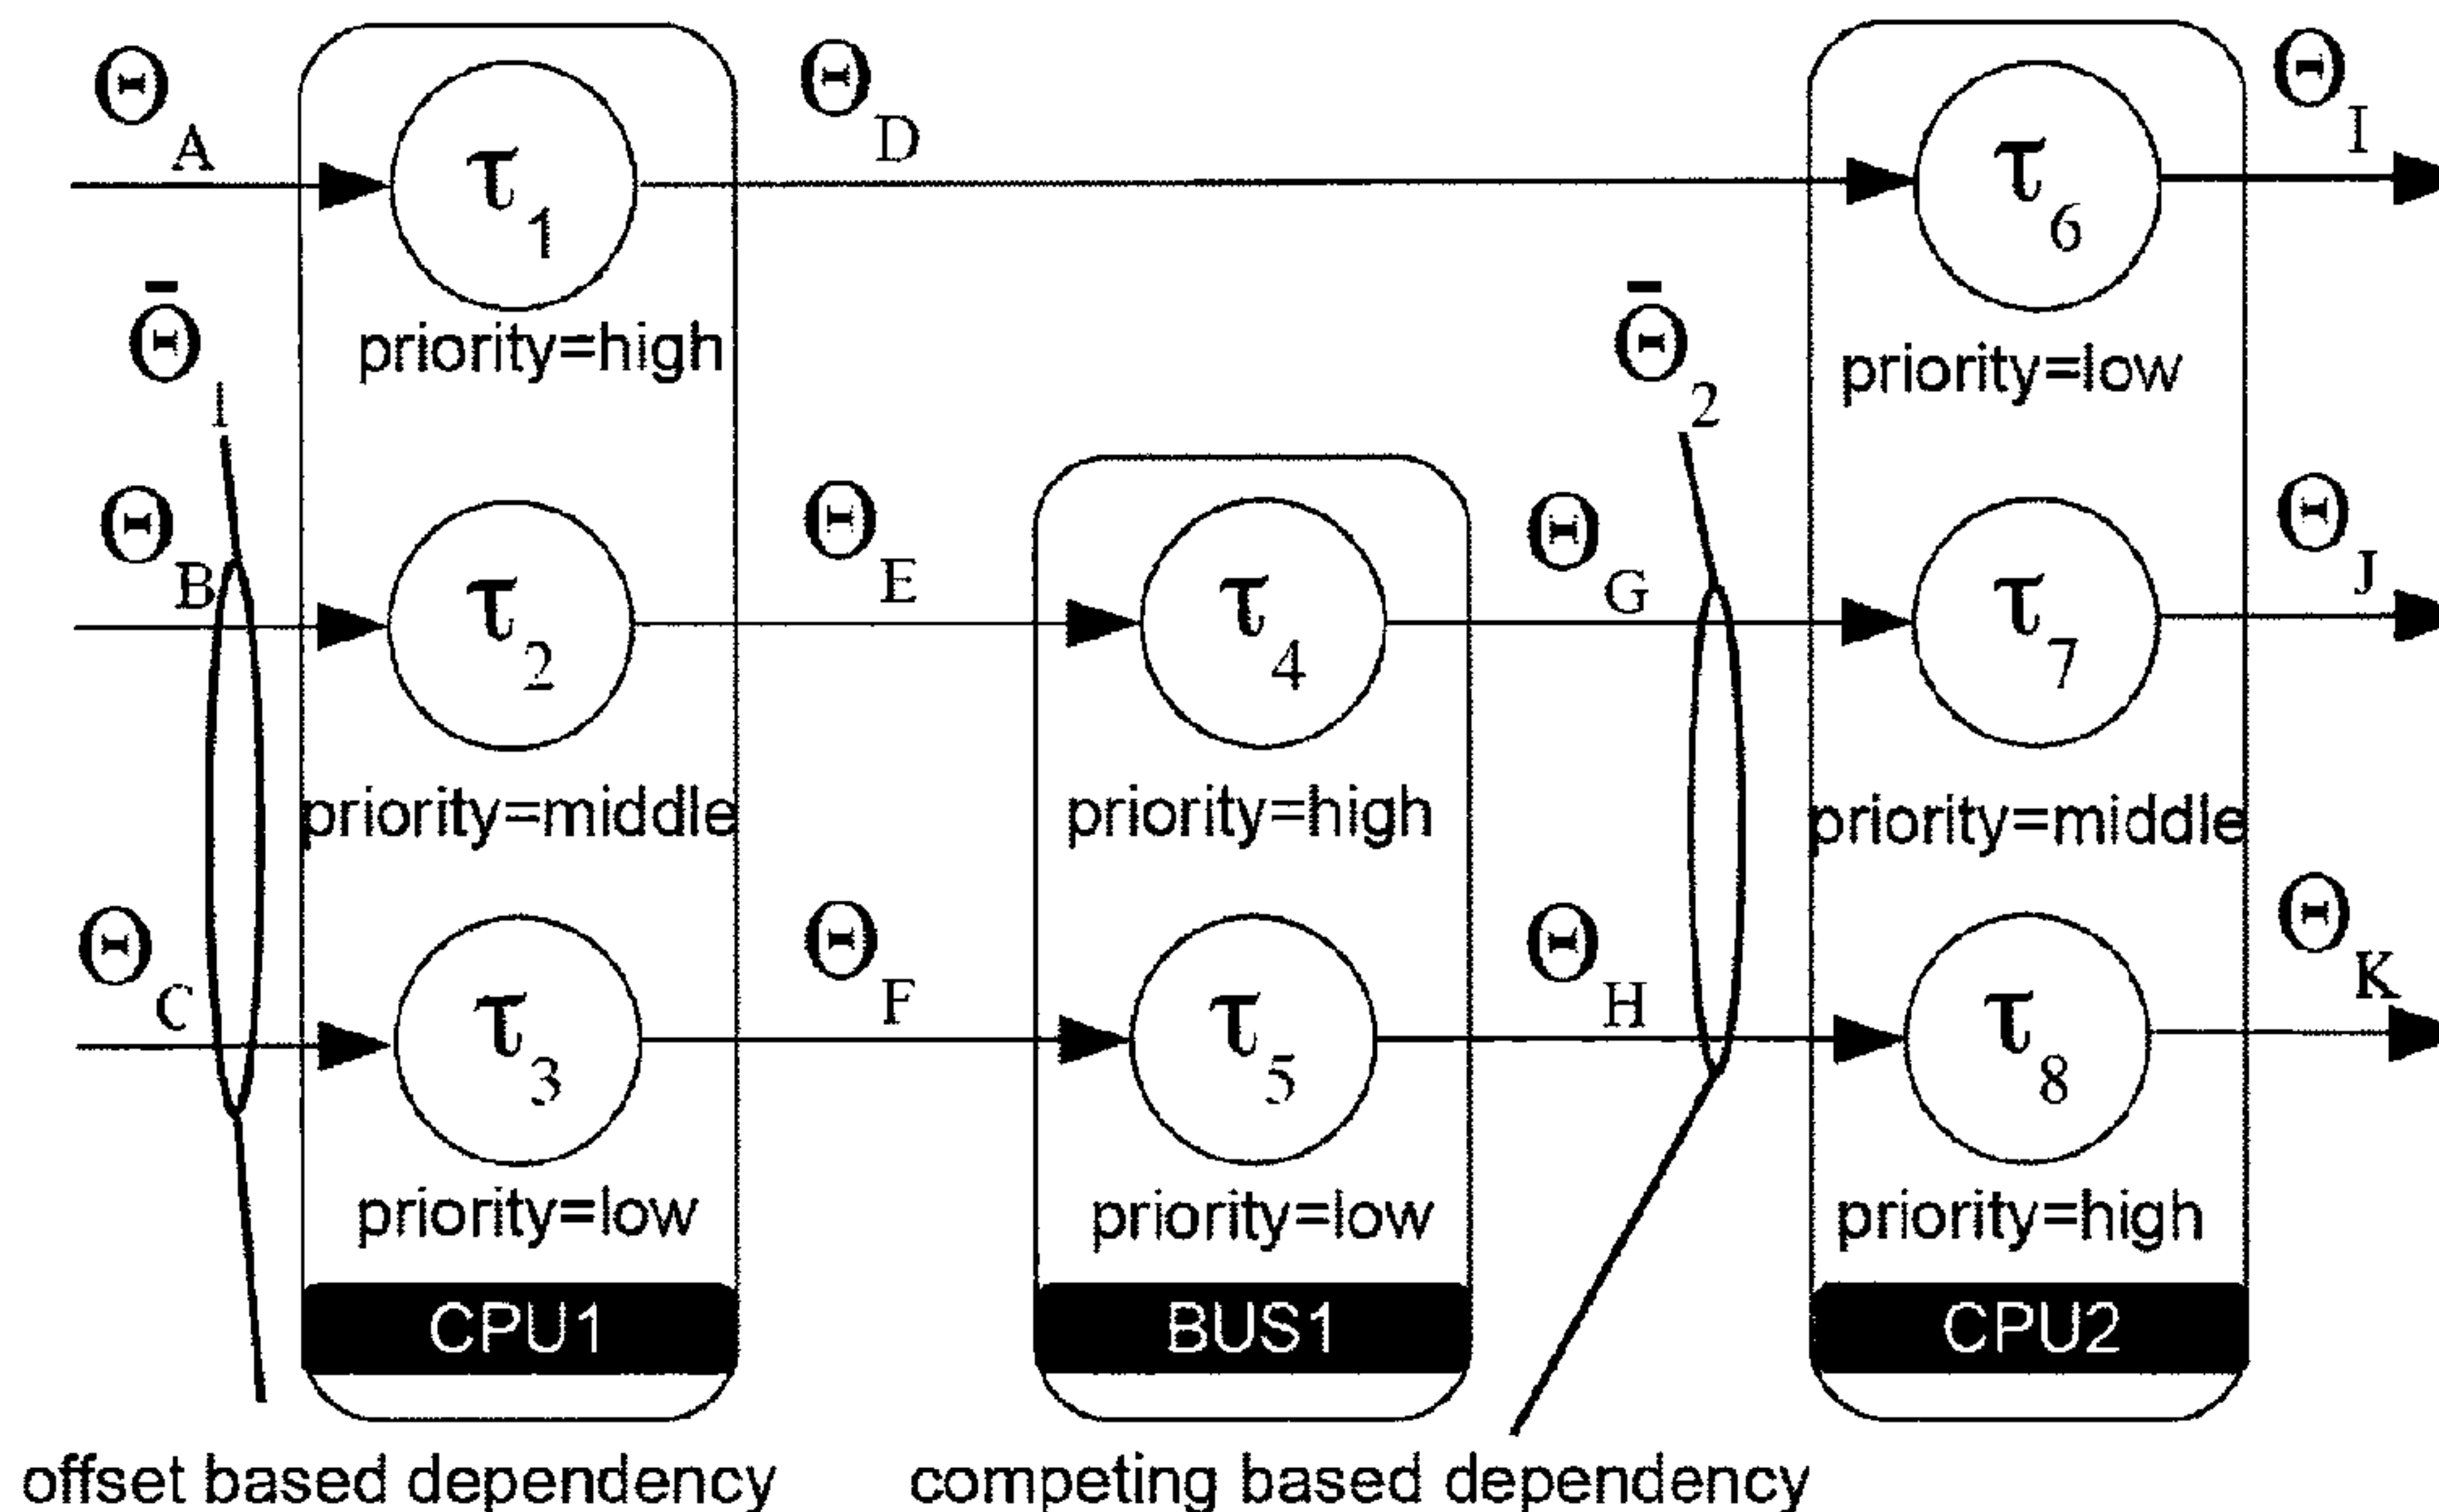 Θ A
τ 1
priority=high
Θ D
τ 6
priority=low
Θ I
Θ̄ 1
Θ B
τ 2
priority=middle
Θ E
τ 4
priority=high
Θ G
Θ̄ 2
τ 7
priority=middle
Θ J
Θ C
τ 3
priority=low
Θ F
τ 5
priority=low
Θ H
τ 8
priority=high
Θ K
CPU1
BUS1
CPU2
offset based dependency
competing based dependency